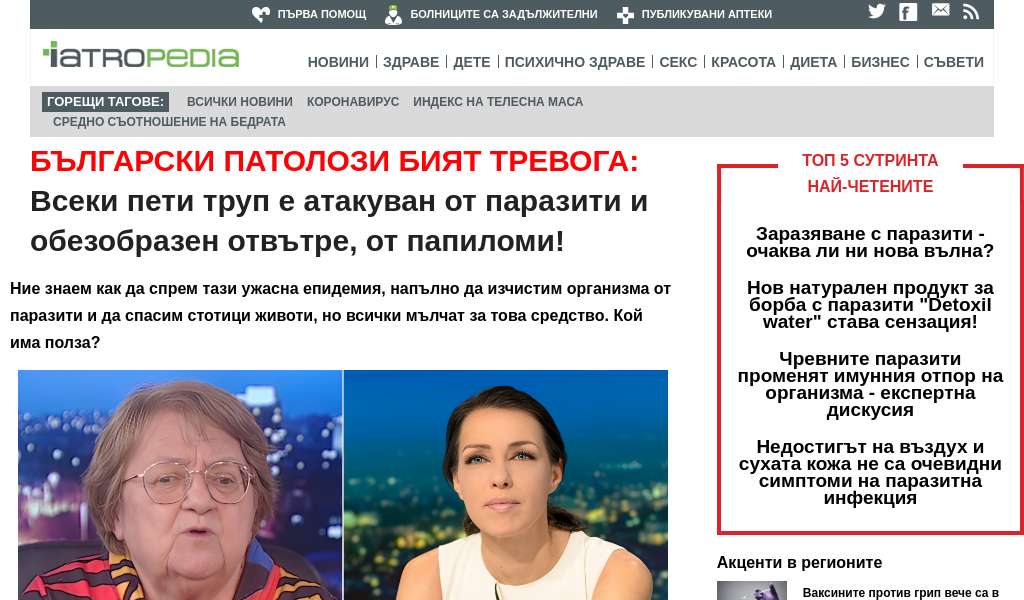 ПЪРВА ПОМОЩ БОЛНИЦИТЕ СА ЗАДЪЛЖИТЕЛНИ ПУБЛИКУВАНИ АПТЕКИ
iatropedia
НОВИНИ ЗДРАВЕ ДЕТЕ ПСИХИЧНО ЗДРАВЕ СЕКС КРАСОТА ДИЕТА БИЗНЕС СЪВЕТИ
ГОРЕЩИ ТАГОВЕ: ВСИЧКИ НОВИНИ КОРОНАВИРУС ИНДЕКС НА ТЕЛЕСНА МАСА
СРЕДНО СЪОТНОШЕНИЕ НА БЕДРАТА
БЪЛГАРСКИ ПАТОЛОЗИ БИЯТ ТРЕВОГА:
Всеки пети труп е атакуван от паразити и
обезобразен отвътре, от папиломи!
Ние знаем как да спрем тази ужасна епидемия, напълно да изчистим организма от
паразити и да спасим стотици животи, но всички мълчат за това средство. Кой
има полза?
ТОП 5 СУТРИНТА
НАЙ-ЧЕТЕНИТЕ
Заразяване с паразити -
очаква ли ни нова вълна?
Нов натурален продукт за
борба с паразити "Detoxil
water" става сензация!
Чревните паразити
променят имунния отпор на
организма - експертна
дискусия
Недостигът на въздух и
сухата кожа не са очевидни
симптоми на паразитна
инфекция
Акценти в регионите
Ваксините против грип вече са в